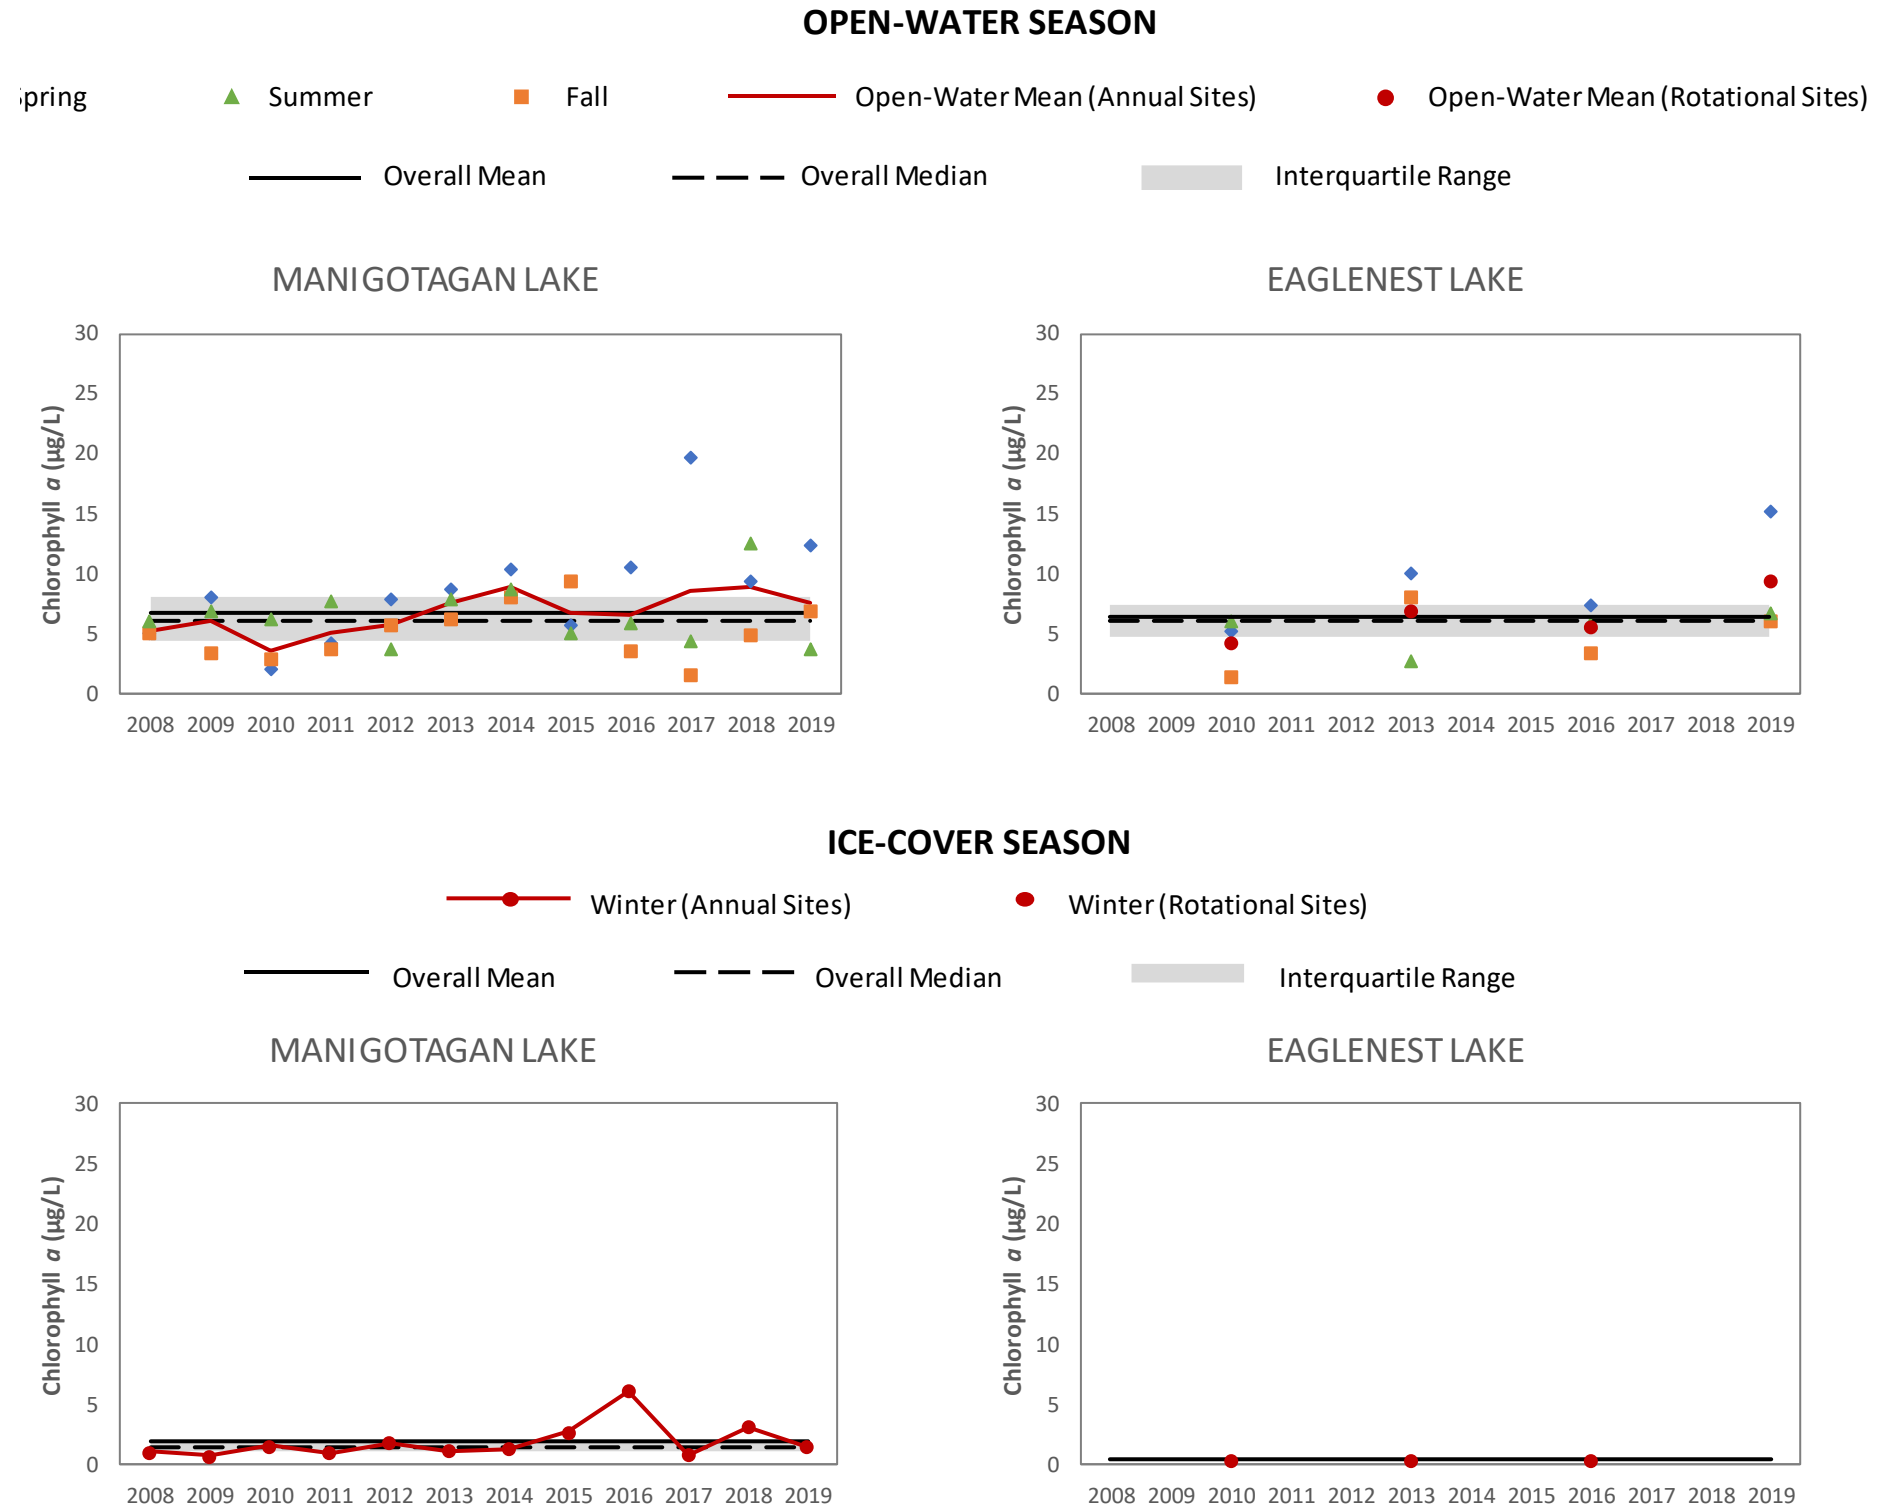 OPEN-WATER SEASON
pring Summer Fall Open-Water Mean (Annual Sites) Open-Water Mean (Rotational Sites)
Overall Mean Overall Median Interquartile Range
MANIGOTAGAN LAKE
30
25
20
15
10
5
0
Chlorophyll a (µg/L)
2008 2009 2010 2011 2012 2013 2014 2015 2016 2017 2018 2019
EAGLENEST LAKE
30
25
20
15
10
5
0
Chlorophyll a (µg/L)
2008 2009 2010 2011 2012 2013 2014 2015 2016 2017 2018 2019
ICE-COVER SEASON
Winter (Annual Sites) Winter (Rotational Sites)
Overall Mean Overall Median Interquartile Range
MANIGOTAGAN LAKE
30
25
20
15
10
5
0
Chlorophyll a (µg/L)
2008 2009 2010 2011 2012 2013 2014 2015 2016 2017 2018 2019
EAGLENEST LAKE
30
25
20
15
10
5
0
Chlorophyll a (µg/L)
2008 2009 2010 2011 2012 2013 2014 2015 2016 2017 2018 2019